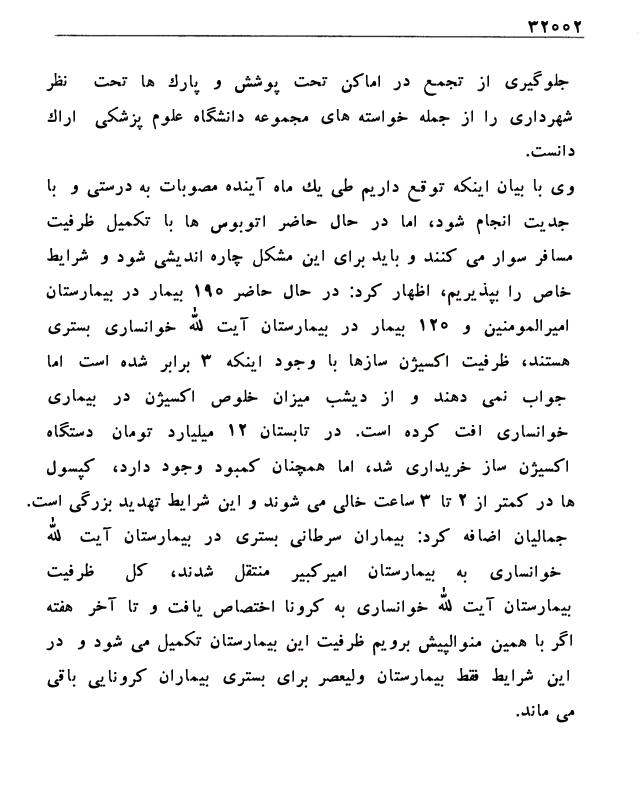 ۳۲۰۰۲
جلوگیری از تجمع در اماکن تحت پوشش و پارك ها تحت نظر
شهرداری را از جمله خواسته های مجموعه دانشگاه علوم پزشکی اراك
دانست.
وی با بیان اینکه توقع داریم طی یك ماه آینده مصوبات به درستی و با
جدیت انجام شود، اما در حال حاضر اتوبوس ها با تکمیل ظرفیت
مسافر سوار می کنند و باید برای این مشکل چاره اندیشی شود و شرایط
خاص را بپذیریم، اظهار کرد: در حال حاضر ۱۹۰ بیمار در بیمارستان
امیرالمومنین و ۱۲۰ بیمار در بیمارستان آیت لله خوانساری بستری
هستند، ظرفیت اکسیژن سازها با وجود اینکه ۳ برابر شده است اما
جواب نمی دهند و از دیشب میزان خلوص اکسیژن در بیماری
خوانساری افت کرده است. در تابستان ۱۲ میلیارد تومان دستگاه
اکسیژن ساز خریداری شد، اما همچنان کمبود وجود دارد، کپسول
ها در کمتر از ۲ تا ۳ ساعت خالی می شوند و این شرایط تهدید بزرگی است.
جمالیان اضافه کرد: بیماران سرطانی بستری در بیمارستان آیت لله
خوانساری به بیمارستان امیرکبیر منتقل شدند، کل ظرفیت
بیمارستان آیت لله خوانساری به کرونا اختصاص یافت و تا آخر هفته
اگر با همین منوالپیش برویم ظرفیت این بیمارستان تکمیل می شود و در
این شرایط فقط بیمارستان ولیعصر برای بستری بیماران کرونایی باقی
می ماند.